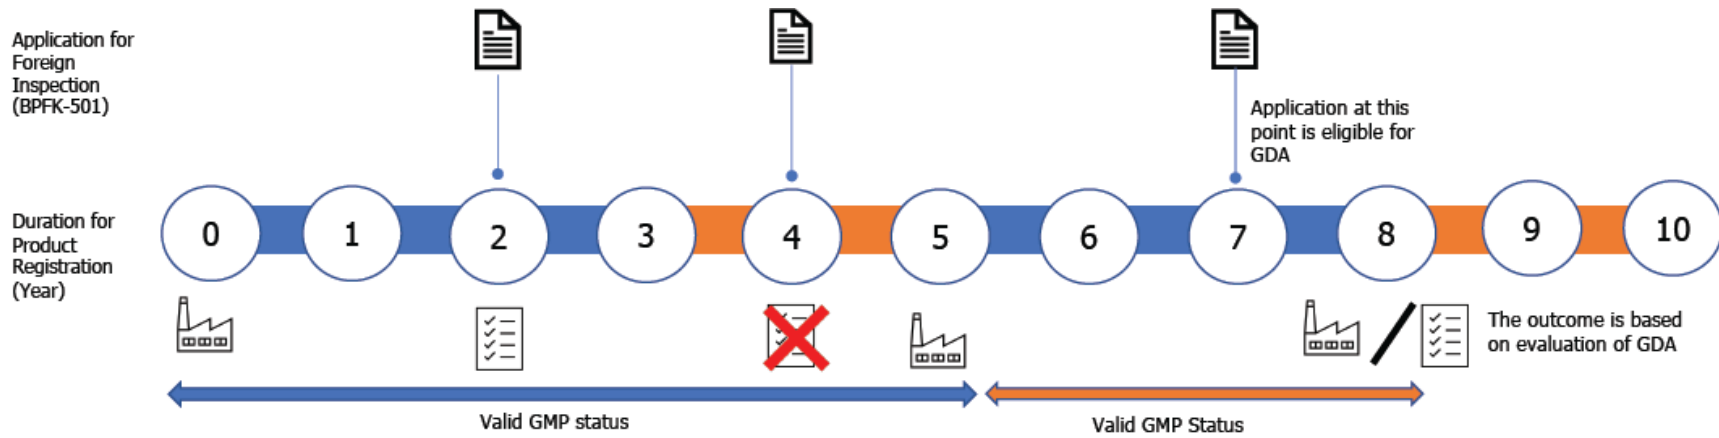 Application for
Foreign
Inspection
(BPFK-501)
Application at this
point is eligible for
GDA
Duration for
Product
Registration
(Year)
0 1 2 3 4 5 6 7 8 9 10
The outcome is based
on evaluation of GDA
Valid GMP status
Valid GMP Status